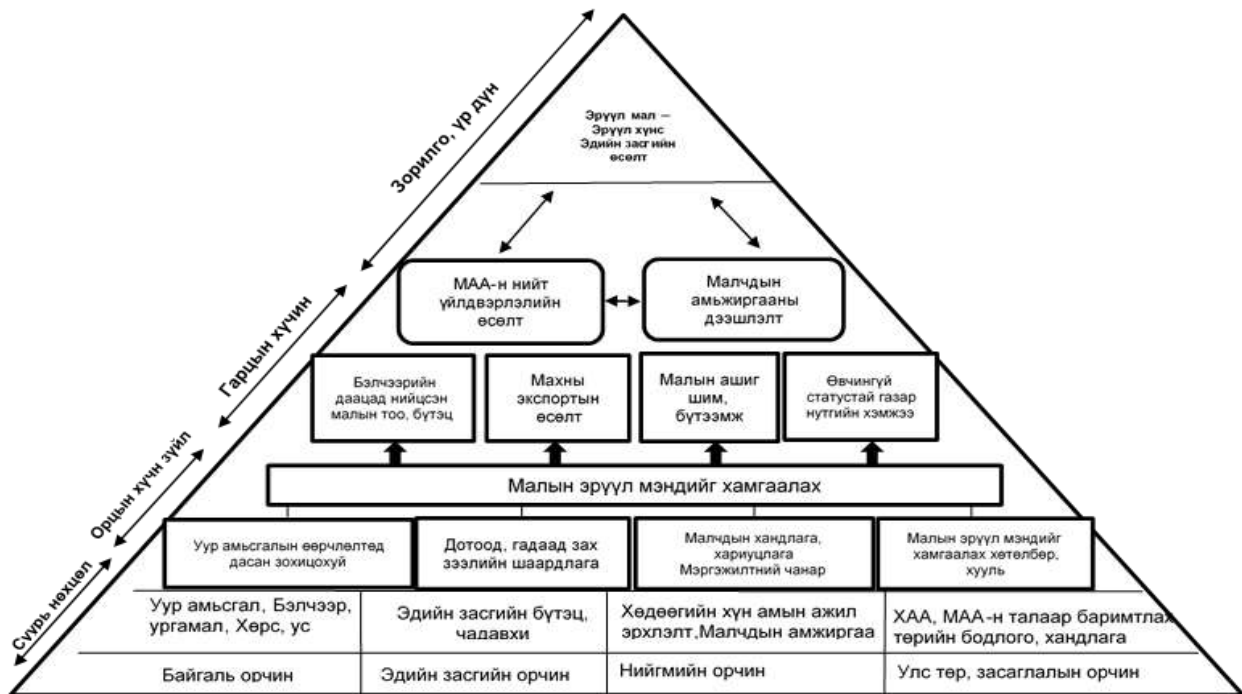 Зорилго, үр дүн
Эрүүл мал –
Эрүүл хүнс
Эдийн засгийн
өсөлт
Гарцын хүчин
МАА-н нийт
үйлдвэрлэлийн
өсөлт
Малчдын
амьжиргааны
дээшлэлт
Бэлчээрийн
даацад нийцсэн
малын тоо, бүтэц
Махны
экспортын
өсөлт
Малын ашиг
шим,
бүтээмж
Өвчингүй
статустай газар
нутгийн хэмжээ
Орцын хүчн зүйл
Малын эрүүл мэндийг хамгаалах
Уур амьсгалын өөрчлөлтөд
дасан зохицохуй
Дотоод, гадаад зах
зээлийн шаардлага
Малчдын хандлага,
хариуцлага
Мэргэжилтний чанар
Малын эрүүл мэндийг
хамгаалах хөтөлбөр,
хууль
Суурь нөхцөл
Уур амьсгал, Бэлчээр,
ургамал, Хөрс, ус
Эдийн засгийн бүтэц,
чадавхи
Хөдөөгийн хүн амын ажил
эрхлэлт,Малчдын амжиргаа
ХАА, МАА-н талаар баримтлах
төрийн бодлого, хандлага
Байгаль орчин
Эдийн засгийн орчин
Нийгмийн орчин
Улс төр, засаглалын орчин